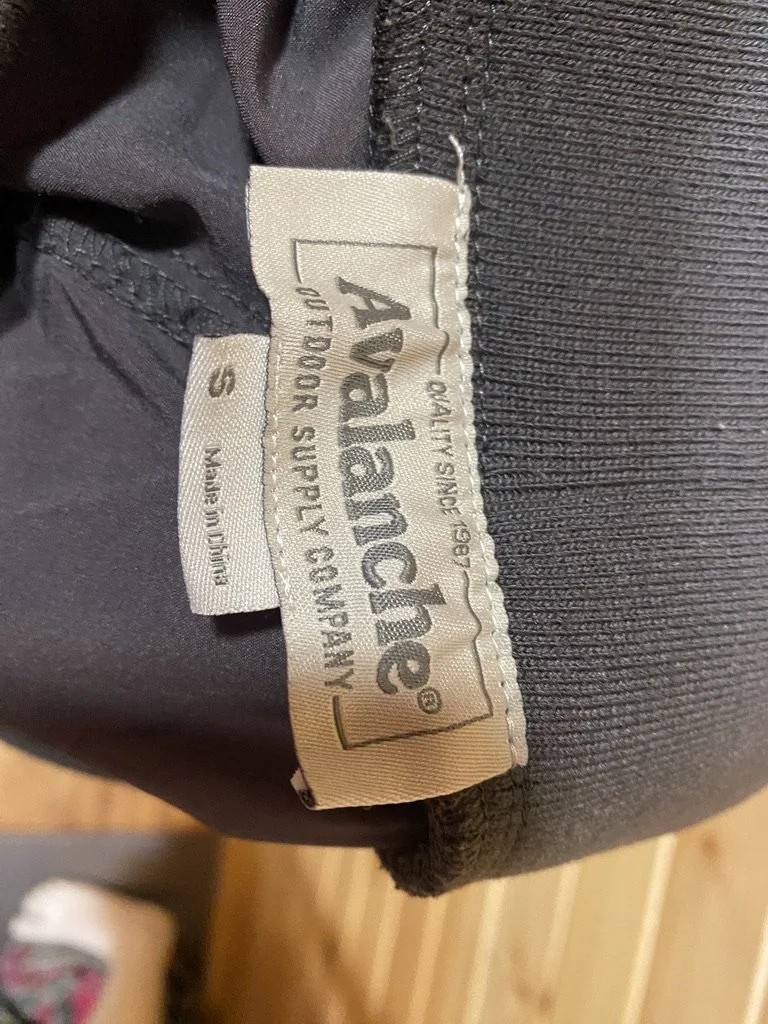 QUALITY SINCE 1987
Avalanche®
OUTDOOR SUPPLY COMPANY
S
Made in China